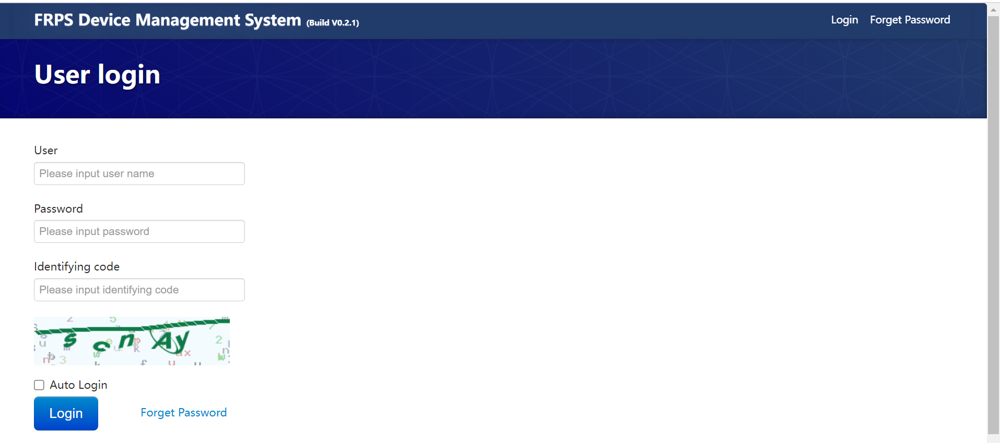 FRPS Device Management System (Build V0.2.1)
Login Forget Password
User login
User
Please input user name
Password
Please input password
Identifying code
Please input identifying code
Auto Login
Login
Forget Password